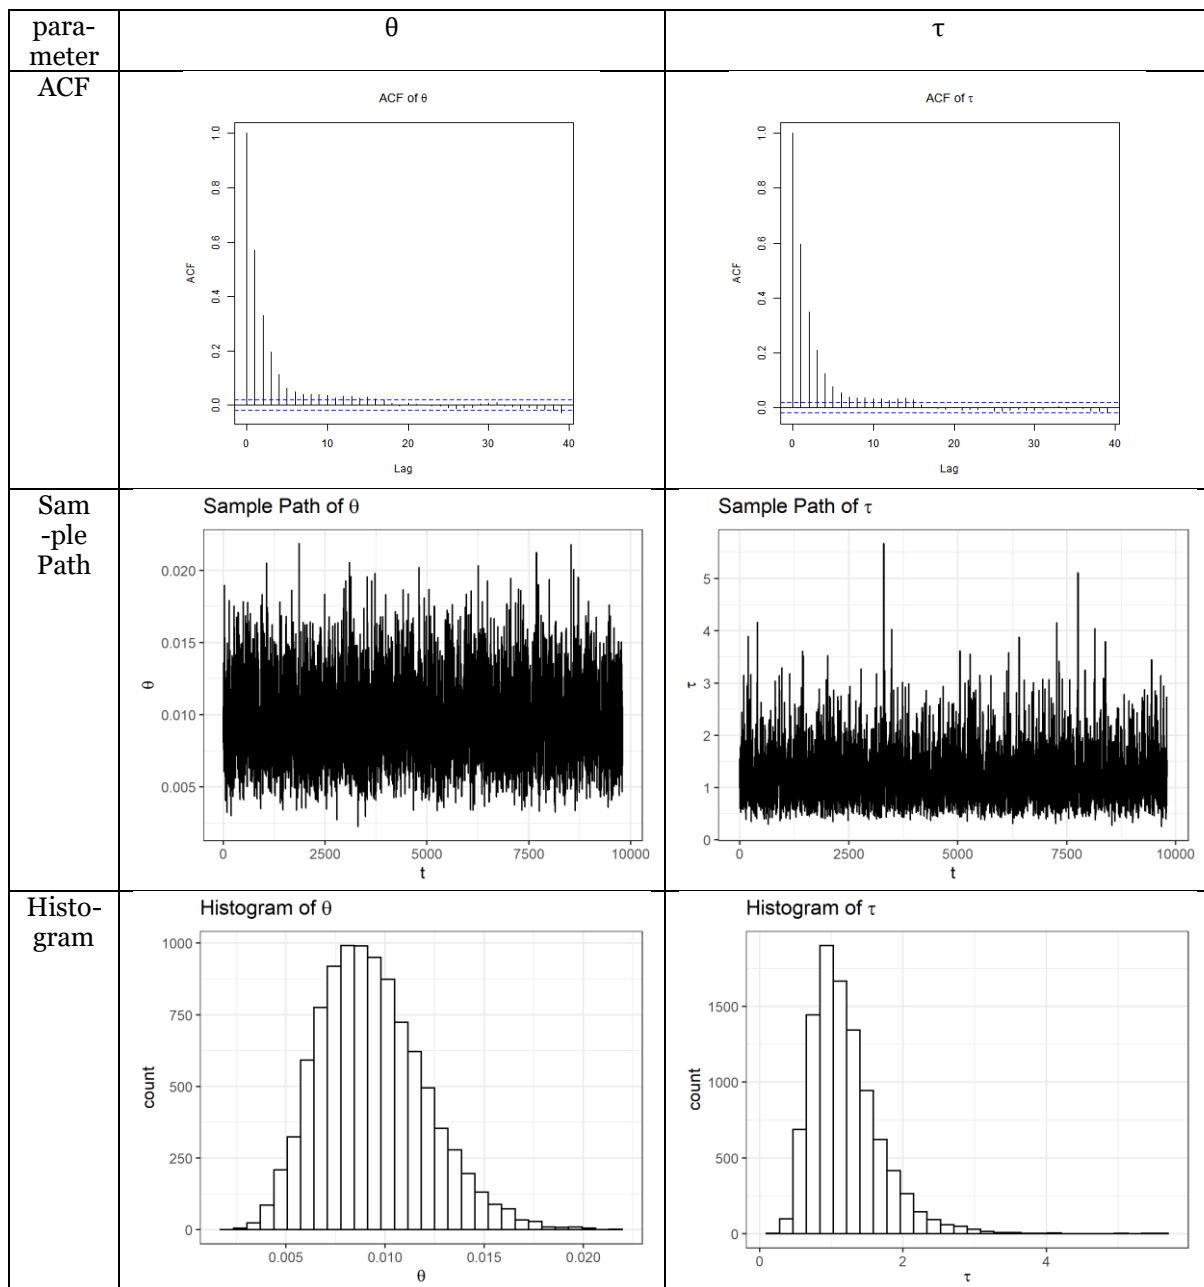 para-
meter
θ
τ
ACF
ACF of θ
ACF
0.0
0.2
0.4
0.6
0.8
1.0
0
10
20
30
40
Lag
ACF of τ
ACF
0.0
0.2
0.4
0.6
0.8
1.0
0
10
20
30
40
Lag
Sam
-ple
Path
Sample Path of θ
θ
0.020
0.015
0.010
0.005
0
2500
5000
7500
10000
t
Sample Path of τ
τ
5
4
3
2
1
0
0
2500
5000
7500
10000
t
Histo-
gram
Histogram of θ
count
1000
750
500
250
0
0.005
0.010
0.015
0.020
θ
Histogram of τ
count
1500
1000
500
0
0
2
4
τ